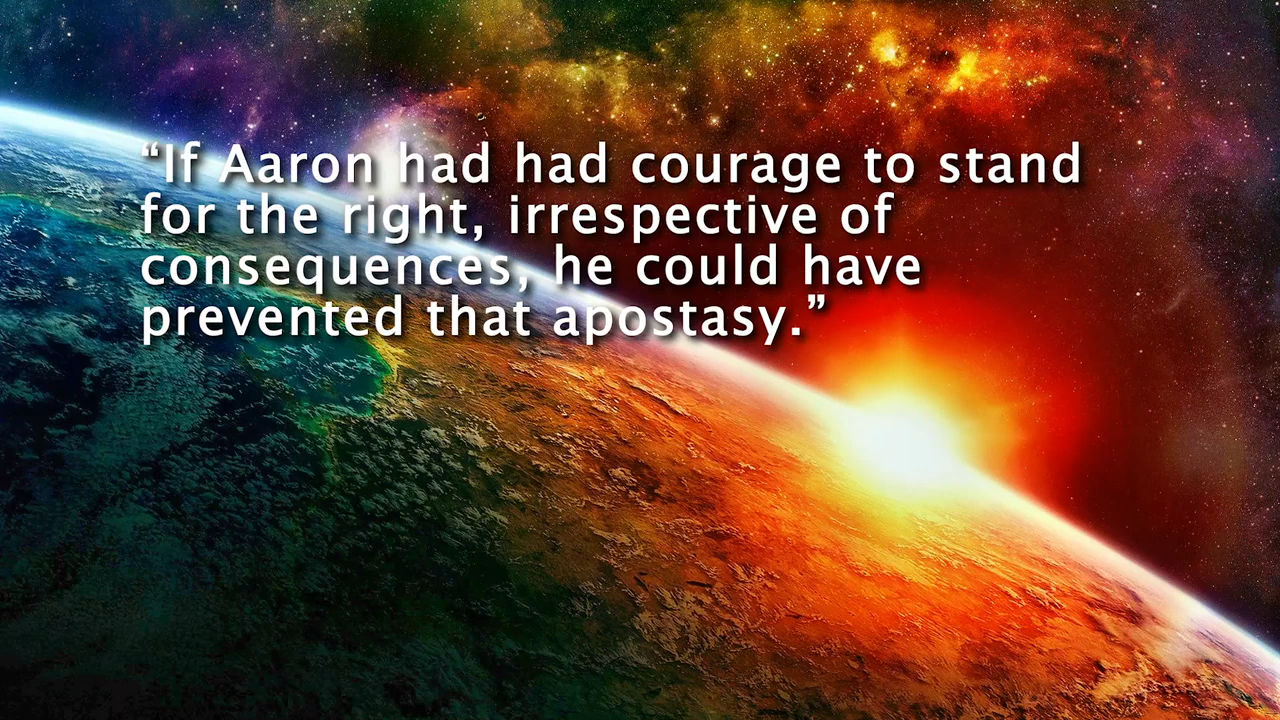 “If Aaron had had courage to stand
for the right, irrespective of
consequences, he could have
prevented that apostasy.”